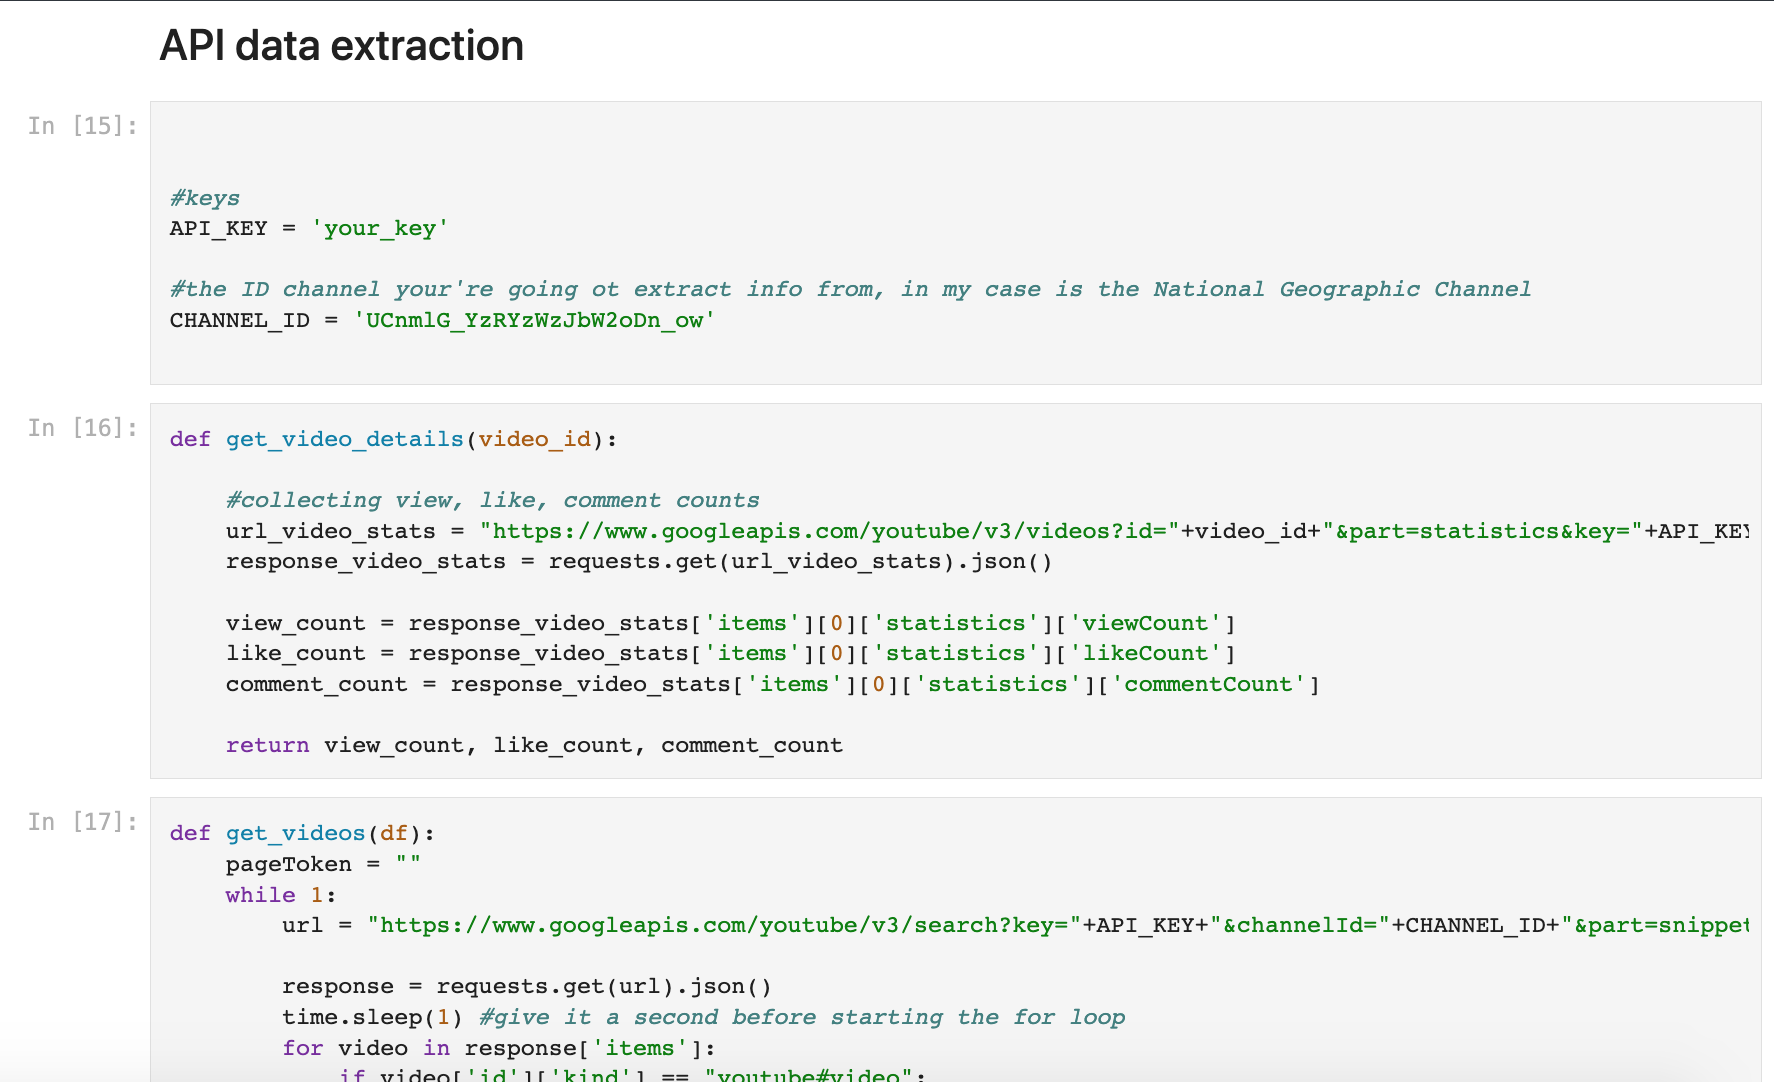 API data extraction
In [15]:
#keys
API_KEY = 'your_key'
#the ID channel your're going ot extract info from, in my case is the National Geographic Channel
CHANNEL_ID = 'UCnmlG_YzRYzWzJbW2oDn_ow'
In [16]:
def get_video_details(video_id):
    #collecting view, like, comment counts
    url_video_stats = "https://www.googleapis.com/youtube/v3/videos?id="+video_id+"&part=statistics&key="+API_KEY
    response_video_stats = requests.get(url_video_stats).json()
    view_count = response_video_stats['items'][0]['statistics']['viewCount']
    like_count = response_video_stats['items'][0]['statistics']['likeCount']
    comment_count = response_video_stats['items'][0]['statistics']['commentCount']
    return view_count, like_count, comment_count
In [17]:
def get_videos(df):
    pageToken = ""
    while 1:
        url = "https://www.googleapis.com/youtube/v3/search?key="+API_KEY+"&channelId="+CHANNEL_ID+"&part=snippet
        response = requests.get(url).json()
        time.sleep(1) #give it a second before starting the for loop
        for video in response['items']:
            if video['id']['kind'] == "youtube#video":